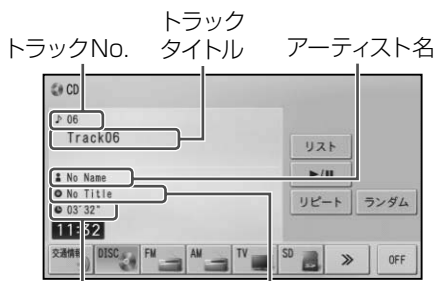 トラック
トラックNo.
タイトル
アーティスト名
CD
♪ 06
Track06
リスト
No Name
►/II
No Title
リピート
ランダム
03'32"
11:32
交通情報
DISC
FM
AM
TV
SD
≫
OFF